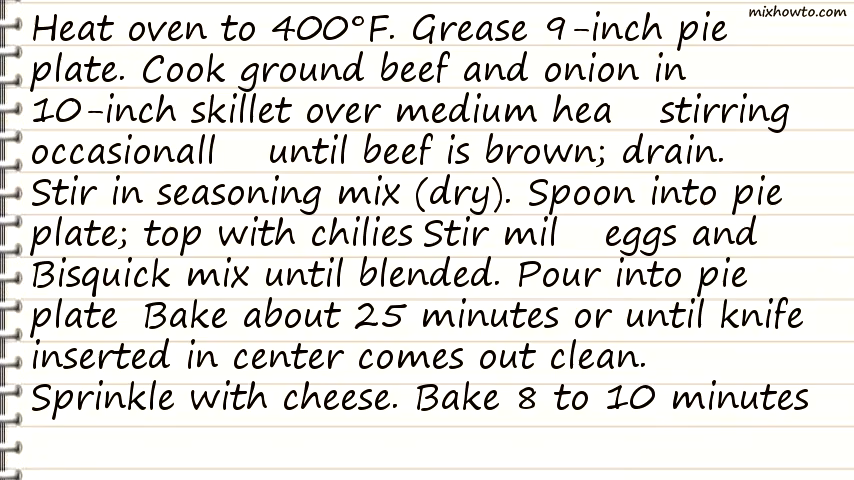 mixhowto.com
Heat oven to 400°F. Grease 9-inch pie
plate. Cook ground beef and onion in
10-inch skillet over medium hea stirring
occasionall until beef is brown; drain.
Stir in seasoning mix (dry). Spoon into pie
plate; top with chilies Stir mil eggs and
Bisquick mix until blended. Pour into pie
plate Bake about 25 minutes or until knife
inserted in center comes out clean.
Sprinkle with cheese. Bake 8 to 10 minutes